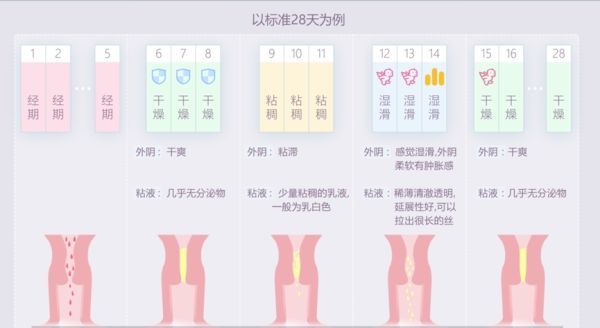 以标准28天为例
1 2 ... 5
经期 经期 经期
6 7 8
干燥 干燥 干燥
9 10 11
粘稠 粘稠 粘稠
12 13 14
湿滑 湿滑 湿滑
15 16 ... 28
干燥 干燥
外阴：干爽
粘液：几乎无分泌物
外阴：粘滞
粘液：少量粘稠的乳液,
一般为乳白色
外阴：感觉湿滑,外阴
柔软有肿胀感
粘液：稀薄清澈透明,
延展性好,可以
拉出很长的丝
外阴：干爽
粘液：几乎无分泌物